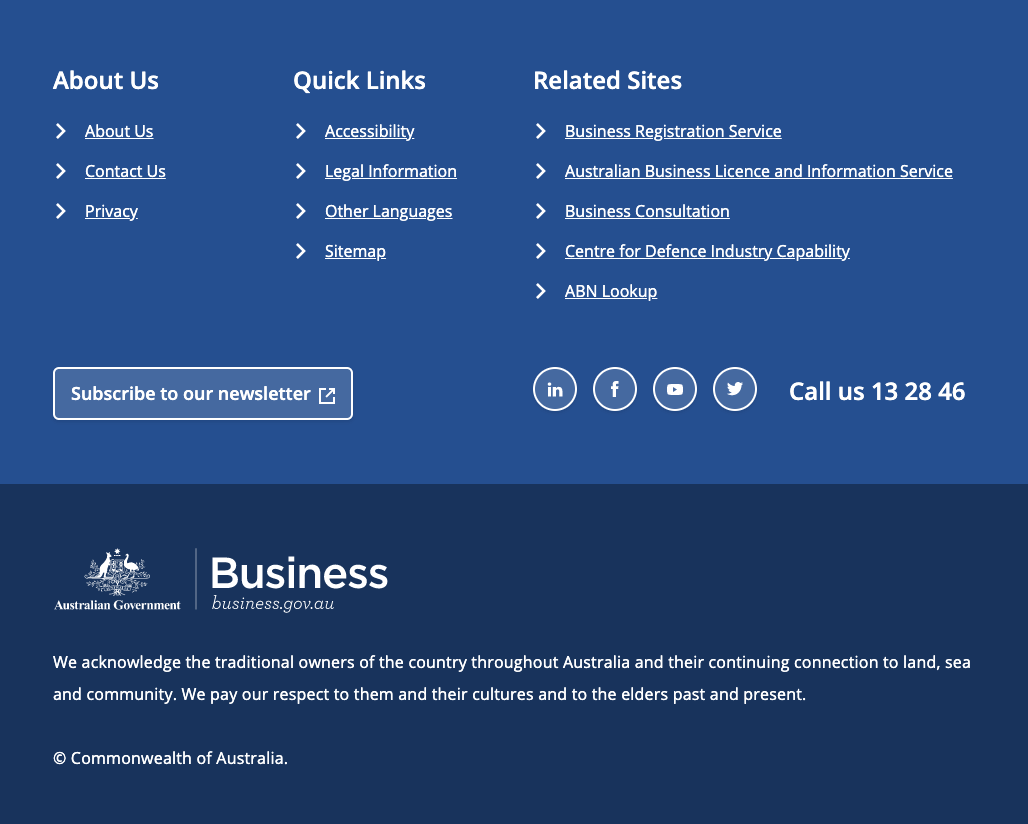 About Us
About Us
Contact Us
Privacy
Quick Links
Accessibility
Legal Information
Other Languages
Sitemap
Related Sites
Business Registration Service
Australian Business Licence and Information Service
Business Consultation
Centre for Defence Industry Capability
ABN Lookup
Subscribe to our newsletter
in
f
Call us 13 28 46
Australian Government
Business
business.gov.au
We acknowledge the traditional owners of the country throughout Australia and their continuing connection to land, sea
and community. We pay our respect to them and their cultures and to the elders past and present.
© Commonwealth of Australia.